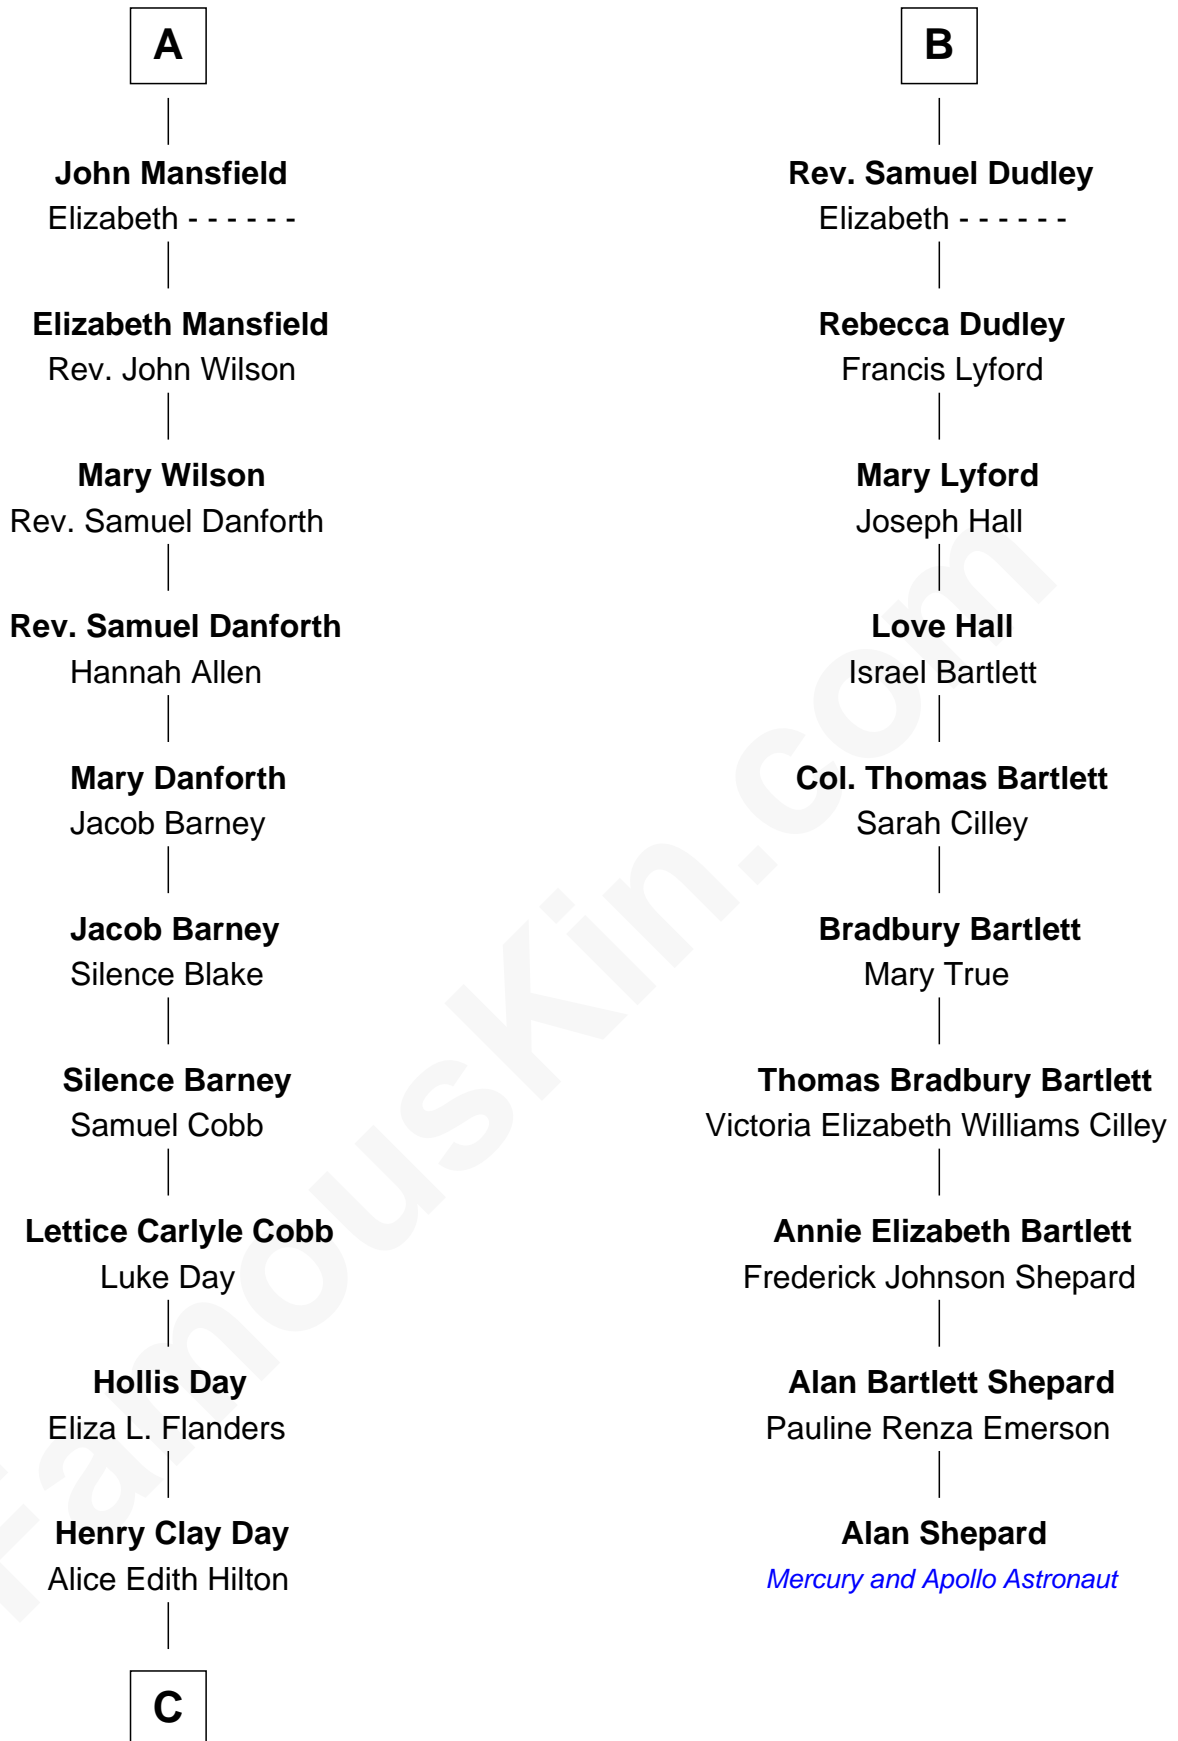 A
John Mansfield
Elizabeth - - - - - -
Elizabeth Mansfield
Rev. John Wilson
Mary Wilson
Rev. Samuel Danforth
Rev. Samuel Danforth
Hannah Allen
Mary Danforth
Jacob Barney
Jacob Barney
Silence Blake
Silence Barney
Samuel Cobb
Lettice Carlyle Cobb
Luke Day
Hollis Day
Eliza L. Flanders
Henry Clay Day
Alice Edith Hilton
C
B
Rev. Samuel Dudley
Elizabeth - - - - - -
Rebecca Dudley
Francis Lyford
Mary Lyford
Joseph Hall
Love Hall
Israel Bartlett
Col. Thomas Bartlett
Sarah Cilley
Bradbury Bartlett
Mary True
Thomas Bradbury Bartlett
Victoria Elizabeth Williams Cilley
Annie Elizabeth Bartlett
Frederick Johnson Shepard
Alan Bartlett Shepard
Pauline Renza Emerson
Alan Shepard
Mercury and Apollo Astronaut
FamousKin.com